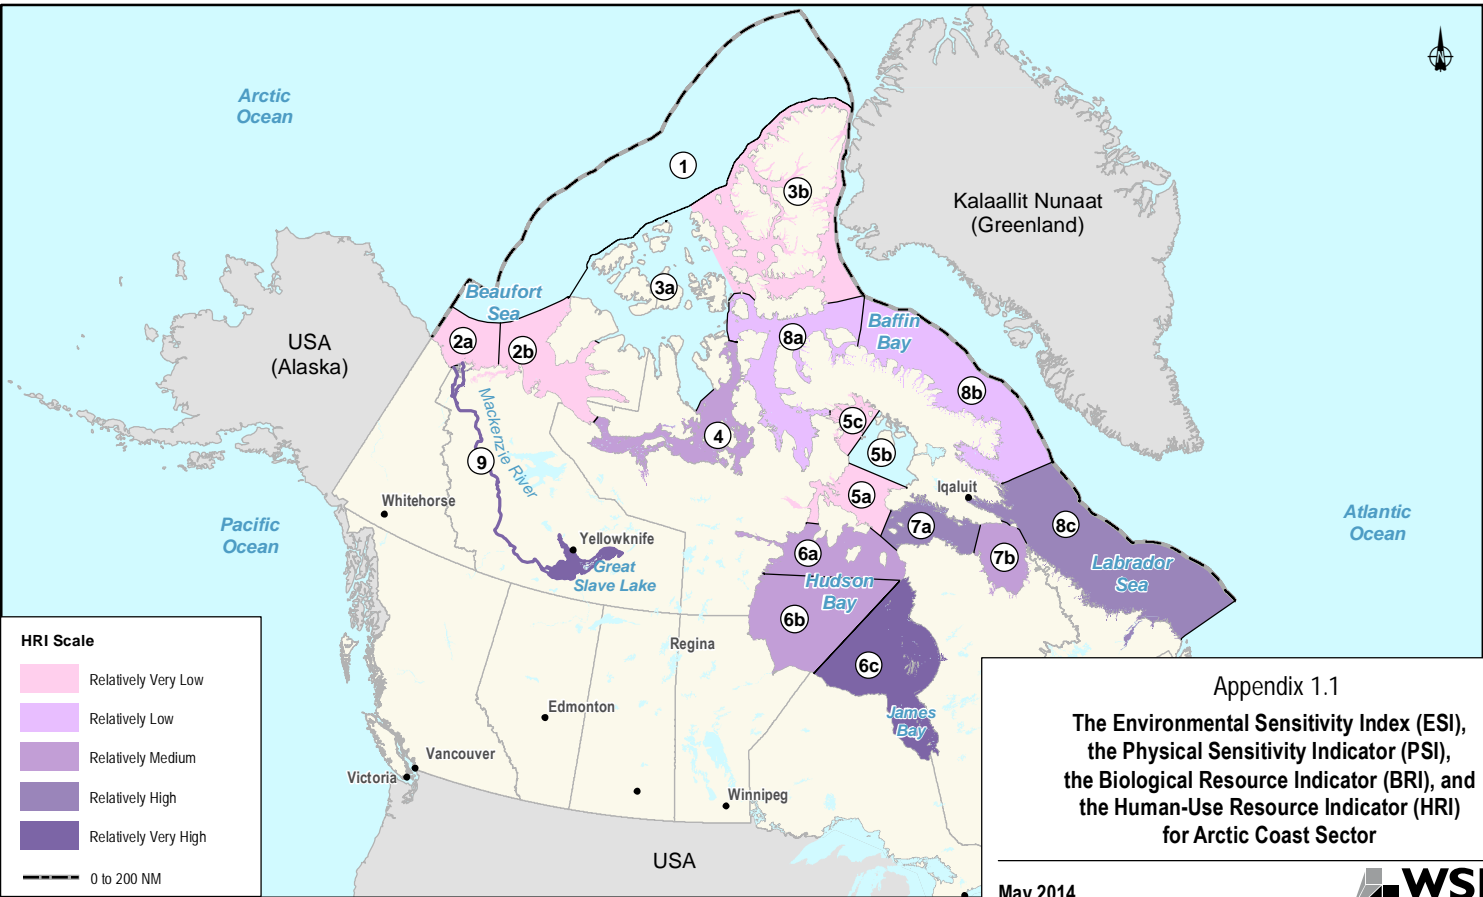 Arctic
Ocean
1
3b
Kalaallit Nunaat
(Greenland)
3a
Beaufort
Sea
USA
(Alaska)
2a
2b
8a
Baffin
Bay
8b
Mackenzie River
5c
4
5b
9
Whitehorse
5a
Iqaluit
Pacific
Ocean
7a
8c
Atlantic
Ocean
Yellowknife
Great
Slave Lake
6a
7b
Labrador
Sea
Hudson
Bay
6b
Regina
6c
HRI Scale
Relatively Very Low
Relatively Low
Relatively Medium
Relatively High
Relatively Very High
0 to 200 NM
Edmonton
James
Bay
Vancouver
Victoria
Winnipeg
USA
Appendix 1.1
The Environmental Sensitivity Index (ESI),
the Physical Sensitivity Indicator (PSI),
the Biological Resource Indicator (BRI), and
the Human-Use Resource Indicator (HRI)
for Arctic Coast Sector
May 2014